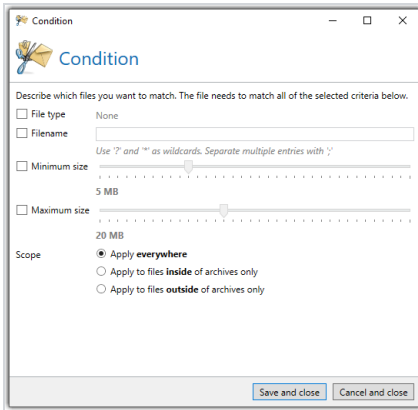 Condition
Condition
Describe which files you want to match. The file needs to match all of the selected criteria below.
File type None
Filename
Use '?' and '*' as wildcards. Separate multiple entries with ';'
Minimum size
5 MB
Maximum size
20 MB
Scope Apply everywhere
Apply to files inside of archives only
Apply to files outside of archives only
Save and close Cancel and close